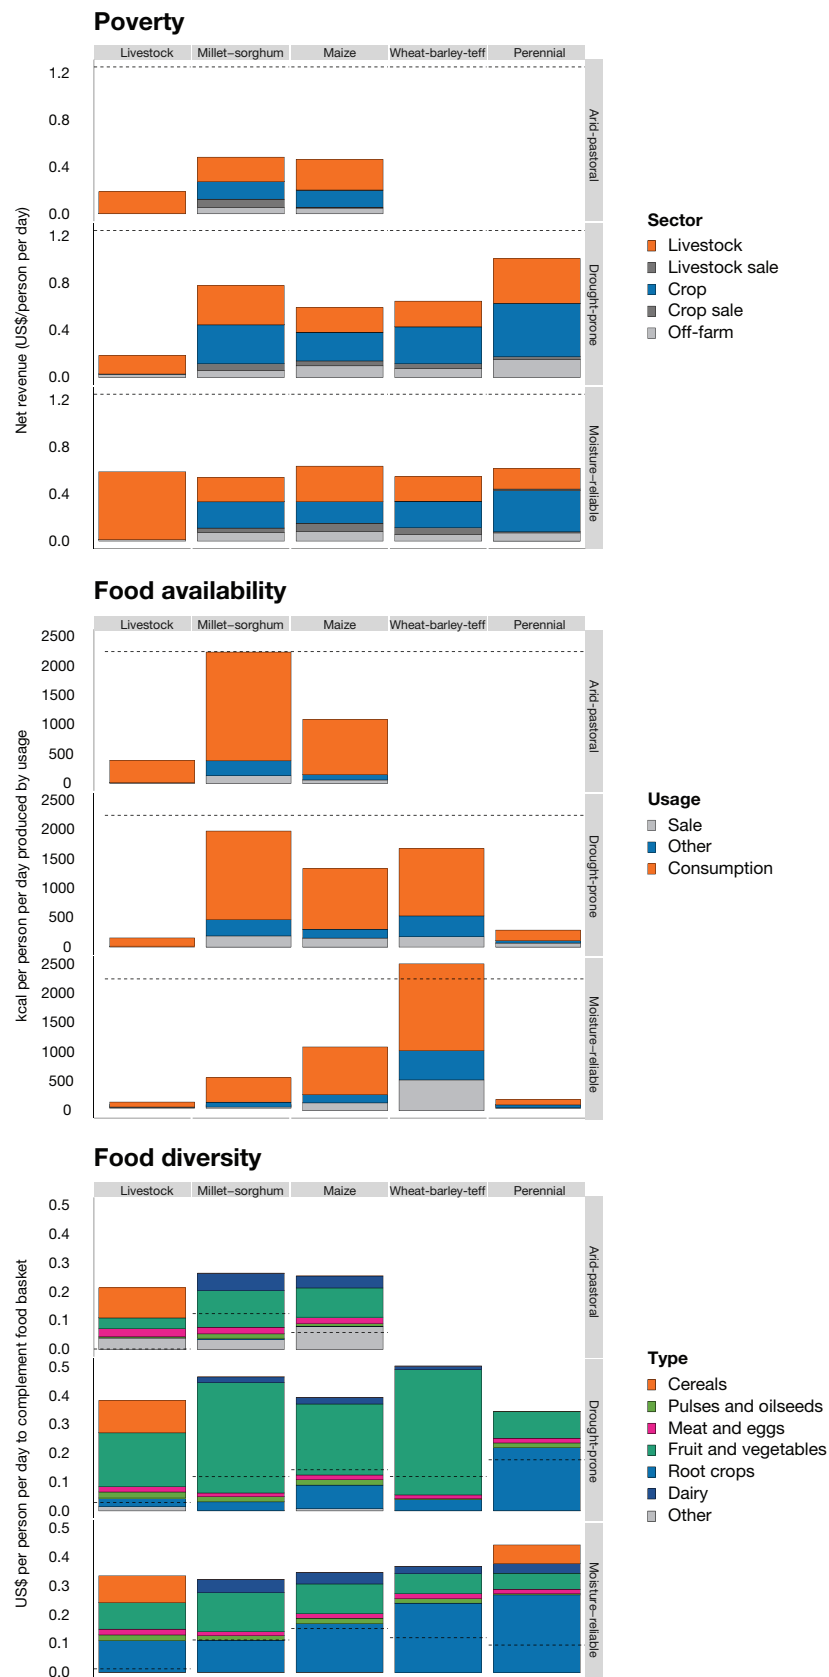 Poverty
Livestock Millet–sorghum Maize Wheat-barley-teff Perennial
Net revenue (US$/person per day)
1.2
0.8
0.4
0.0
Arid-pastoral
1.2
0.8
0.4
0.0
Drought-prone
1.2
0.8
0.4
0.0
Moisture–reliable
Sector
Livestock
Livestock sale
Crop
Crop sale
Off-farm
Food availability
Livestock Millet–sorghum Maize Wheat-barley-teff Perennial
kcal per person per day produced by usage
2500
2000
1500
1000
500
0
Arid-pastoral
2500
2000
1500
1000
500
0
Drought-prone
2500
2000
1500
1000
500
0
Moisture–reliable
Usage
Sale
Other
Consumption
Food diversity
Livestock Millet–sorghum Maize Wheat-barley-teff Perennial
US$ per person per day to complement food basket
0.5
0.4
0.3
0.2
0.1
0.0
Arid-pastoral
0.5
0.4
0.3
0.2
0.1
0.0
Drought-prone
0.5
0.4
0.3
0.2
0.1
0.0
Moisture–reliable
Type
Cereals
Pulses and oilseeds
Meat and eggs
Fruit and vegetables
Root crops
Dairy
Other